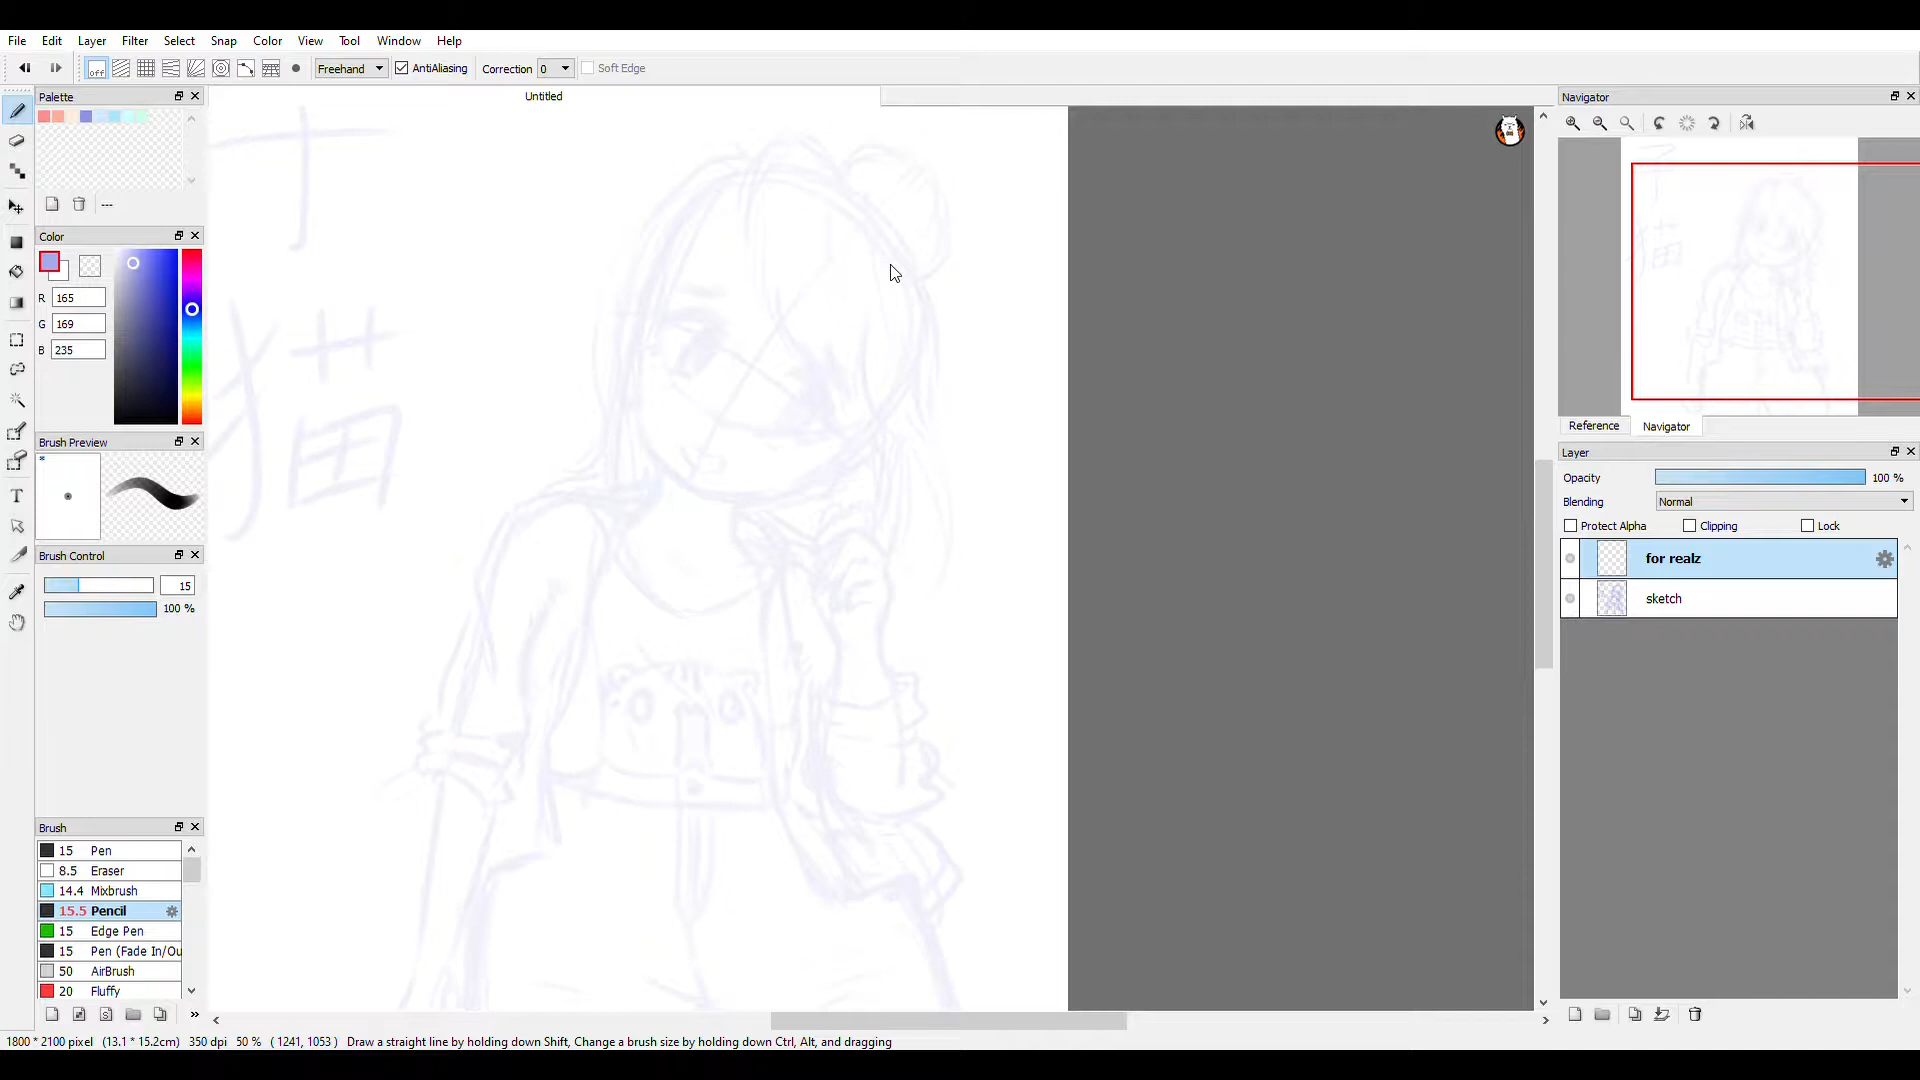 File Edit Layer Filter Select Snap Color View Tool Window Help
off Freehand AntiAliasing Correction 0 Soft Edge
Palette
Untitled
Navigator
---
Color
R 165
G 169
B 235
Brush Preview
Brush Control
15
100 %
Brush
15 Pen
8.5 Eraser
14.4 Mixbrush
15.5 Pencil
15 Edge Pen
15 Pen (Fade In/Ou
50 AirBrush
20 Fluffy
猫
Reference Navigator
Layer
Opacity 100 %
Blending Normal
Protect Alpha Clipping Lock
for realz
sketch
1800 * 2100 pixel (13.1 * 15.2cm) 350 dpi 50 % ( 1241, 1053 ) Draw a straight line by holding down Shift, Change a brush size by holding down Ctrl, Alt, and dragging